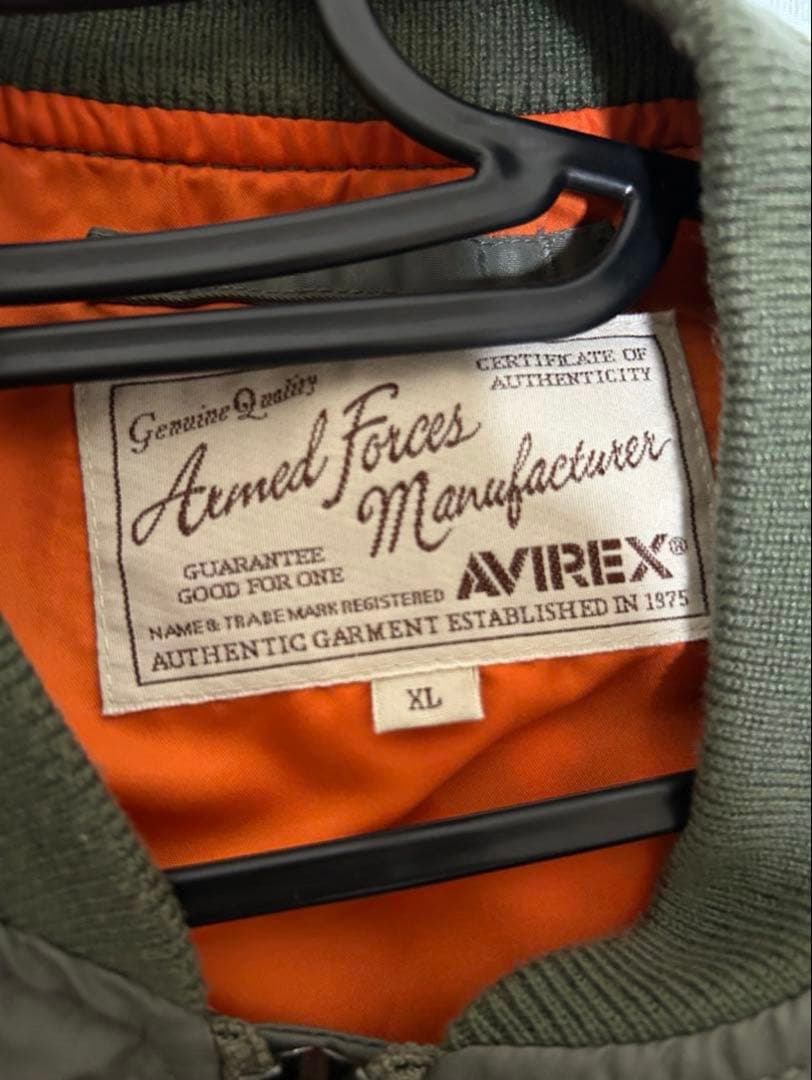 CERTIFICATE OF
AUTHENTICITY
Genuine Quality
Armed Forces
Manufacturer
GUARANTEE
GOOD FOR ONE
AVIREX®
NAME & TRADE MARK REGISTERED
AUTHENTIC GARMENT ESTABLISHED IN 1975
XL